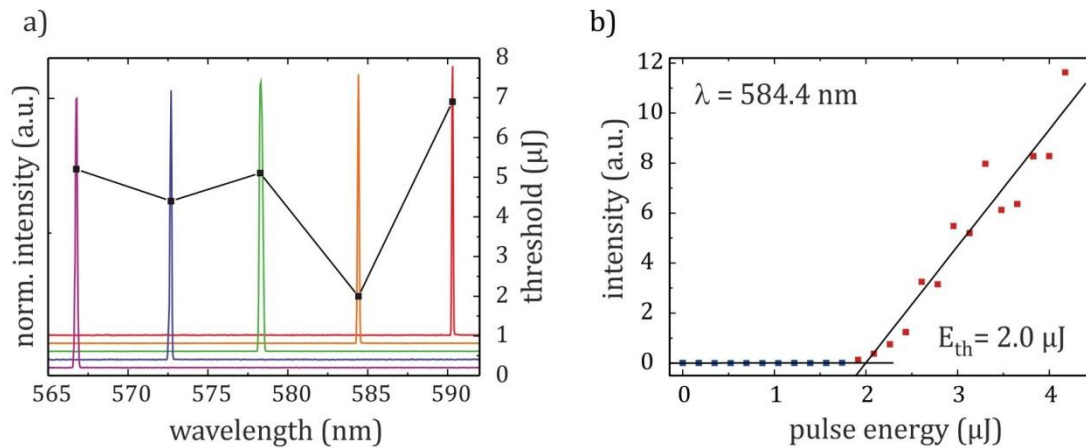 a)
norm. intensity (a.u.)
565 570 575 580 585 590
wavelength (nm)
8
7
6
5
4
3
2
1
0
threshold (μJ)
b)
12
10
8
6
4
2
0
intensity (a.u.)
λ = 584.4 nm
Eth= 2.0 μJ
0 1 2 3 4
pulse energy (μJ)